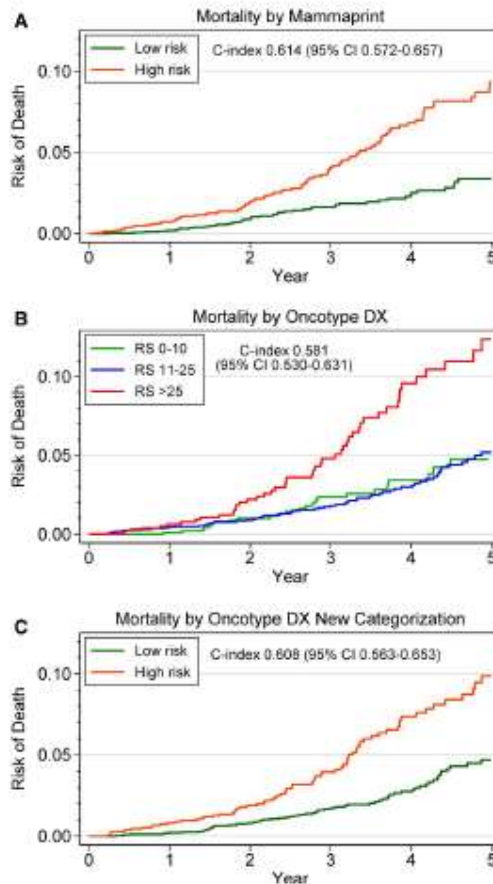 A
Mortality by Mammaprint
Low risk
High risk
C-index 0.614 (95% CI 0.572-0.657)
Risk of Death
0.10
0.05
0.00
0 1 2 3 4 5
Year
B
Mortality by Oncotype DX
RS 0-10
RS 11-25
RS >25
C-index 0.581
(95% CI 0.530-0.631)
Risk of Death
0.10
0.05
0.00
0 1 2 3 4 5
Year
C
Mortality by Oncotype DX New Categorization
Low risk
High risk
C-index 0.608 (95% CI 0.563-0.653)
Risk of Death
0.10
0.05
0.00
0 1 2 3 4 5
Year